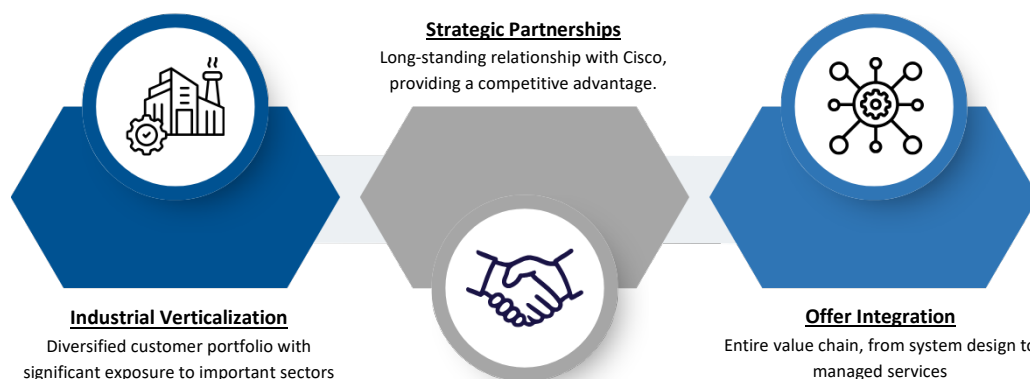 Strategic Partnerships
Long-standing relationship with Cisco,
providing a competitive advantage.
Industrial Verticalization
Diversified customer portfolio with
significant exposure to important sectors
Offer Integration
Entire value chain, from system design to
managed services